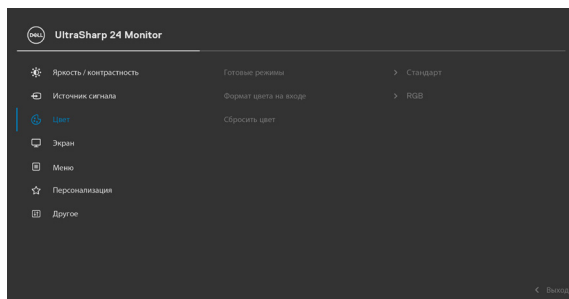 DELL UltraSharp 24 Monitor
Яркость / контрастность
Готовые режимы > Стандарт
Источник сигнала
Формат цвета на входе > RGB
Цвет
Сбросить цвет
Экран
Меню
Персонализация
Другое
< Выход